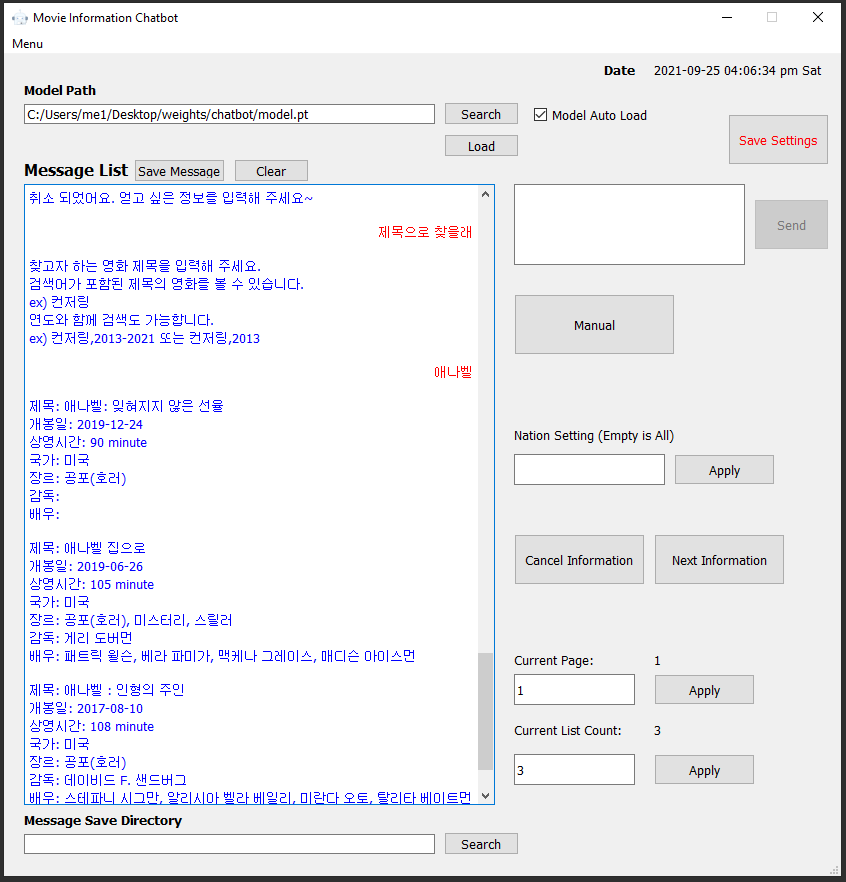 Movie Information Chatbot
Menu
Date 2021-09-25 04:06:34 pm Sat
Model Path
C:/Users/me1/Desktop/weights/chatbot/model.pt
Search
Model Auto Load
Load
Save Settings
Message List
Save Message
Clear
취소 되었어요. 얻고 싶은 정보를 입력해 주세요~
제목으로 찾을래
찾고자 하는 영화 제목을 입력해 주세요.
검색어가 포함된 제목의 영화를 볼 수 있습니다.
ex) 컨저링
연도와 함께 검색도 가능합니다.
ex) 컨저링,2013-2021 또는 컨저링,2013
애나벨
제목: 애나벨: 잊혀지지 않은 선율
개봉일: 2019-12-24
상영시간: 90 minute
국가: 미국
장르: 공포(호러)
감독:
배우:
제목: 애나벨 집으로
개봉일: 2019-06-26
상영시간: 105 minute
국가: 미국
장르: 공포(호러), 미스터리, 스릴러
감독: 게리 도버먼
배우: 패트릭 윌슨, 베라 파미가, 맥케나 그레이스, 매디슨 아이스먼
제목: 애나벨 : 인형의 주인
개봉일: 2017-08-10
상영시간: 108 minute
국가: 미국
장르: 공포(호러)
감독: 데이비드 F. 샌드버그
배우: 스테파니 시그만, 알리시아 벨라 베일리, 미란다 오토, 탈리타 베이트먼
Send
Manual
Nation Setting (Empty is All)
Apply
Cancel Information
Next Information
Current Page: 1
1
Apply
Current List Count: 3
3
Apply
Message Save Directory
Search